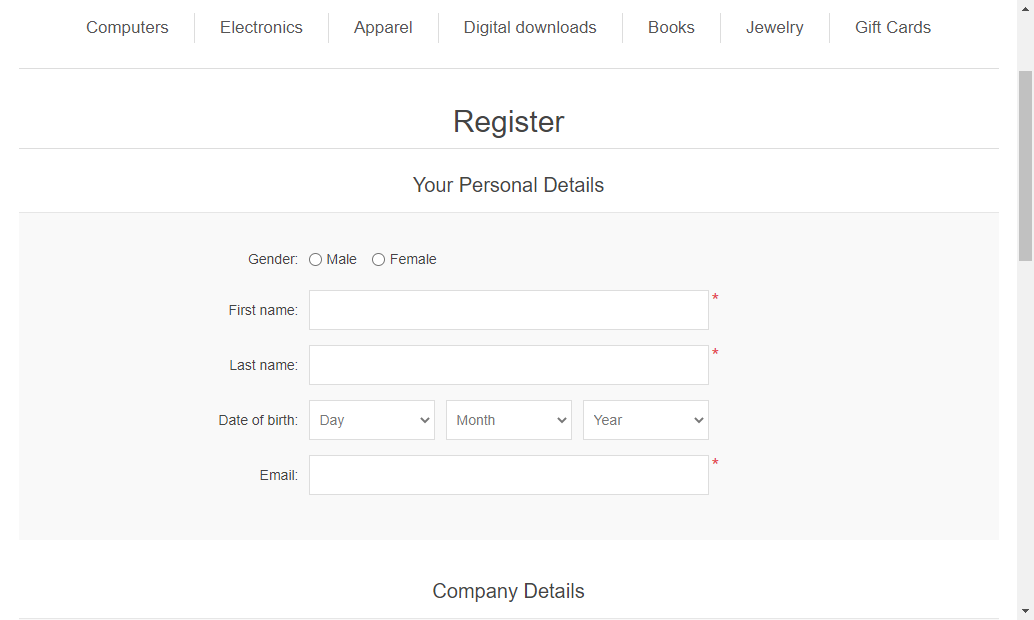 Computers Electronics Apparel Digital downloads Books Jewelry Gift Cards
Register
Your Personal Details
Gender: Male Female
First name: *
Last name: *
Date of birth: Day Month Year
Email: *
Company Details